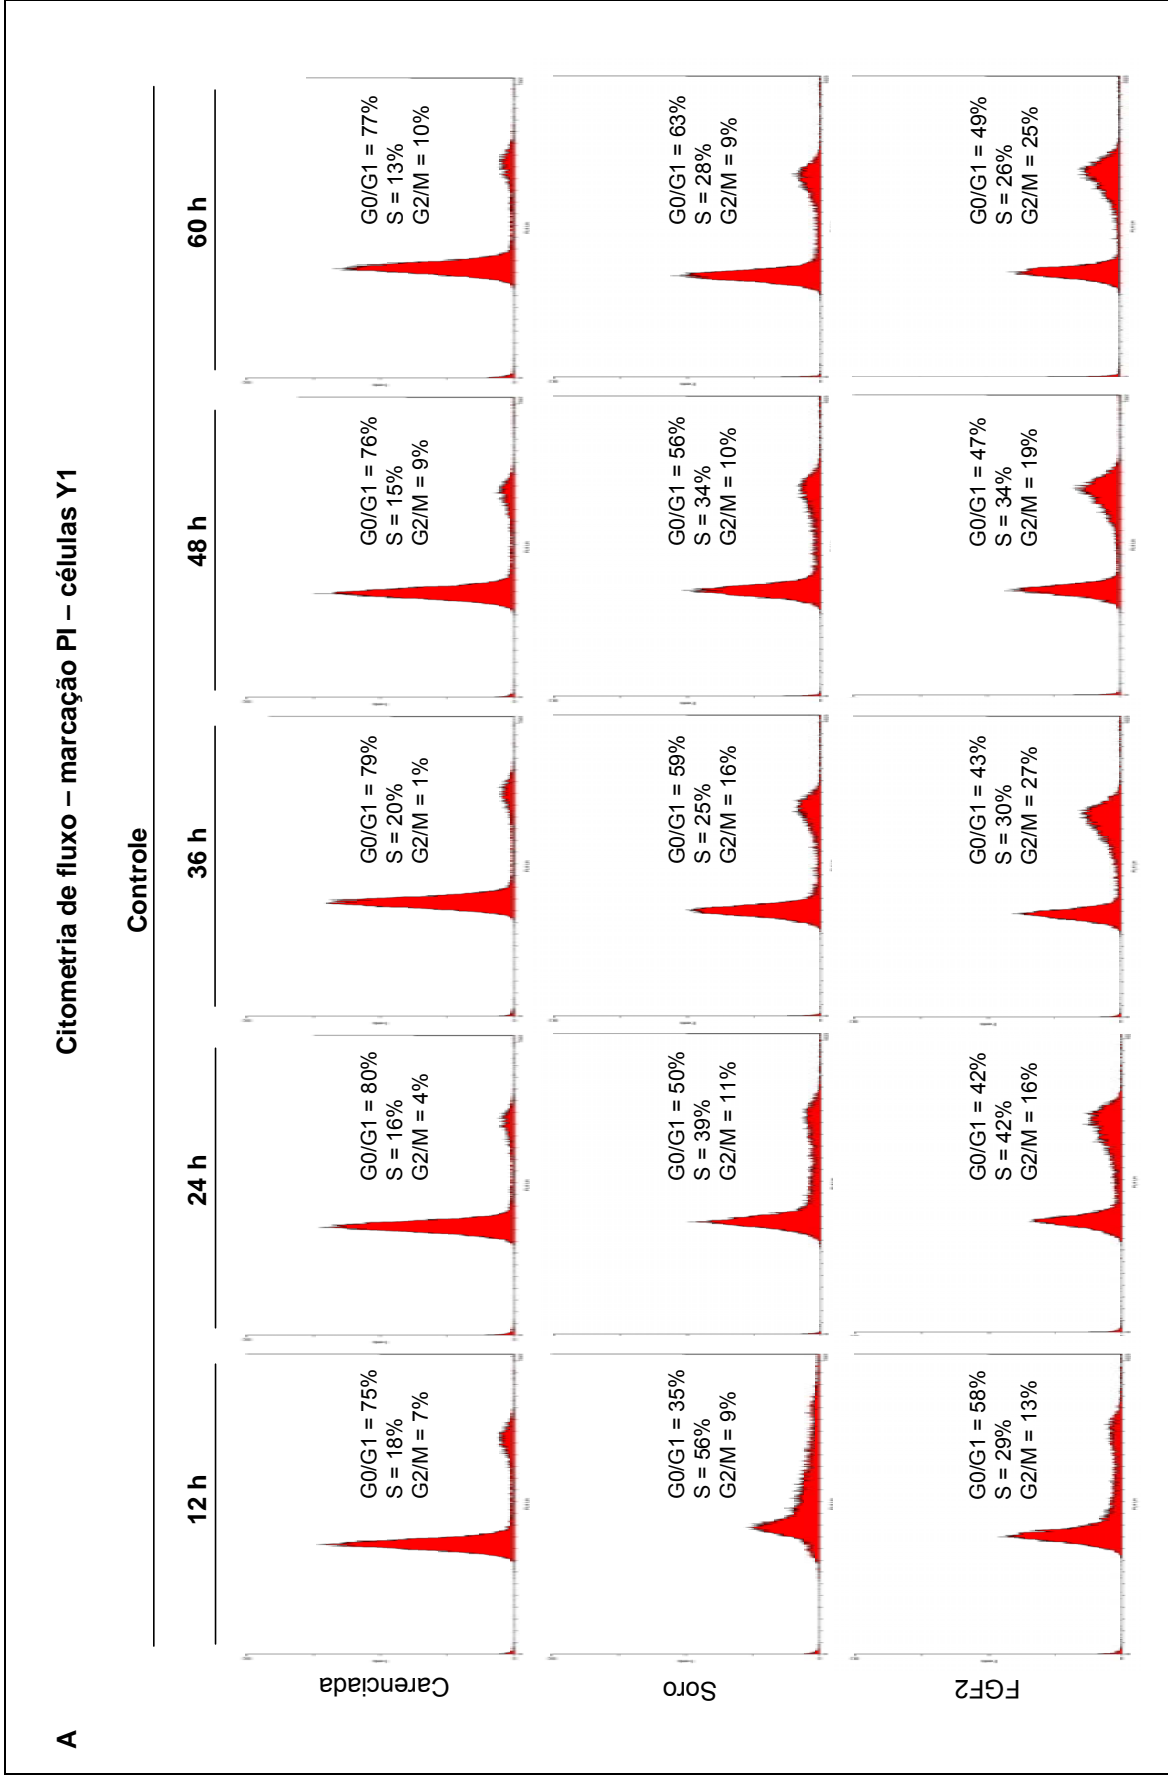 A
Citometria de fluxo – marcação PI – células Y1
Controle
12 h
24 h
36 h
48 h
60 h
Carenciada
G0/G1 = 75%
S = 18%
G2/M = 7%
G0/G1 = 80%
S = 16%
G2/M = 4%
G0/G1 = 79%
S = 20%
G2/M = 1%
G0/G1 = 76%
S = 15%
G2/M = 9%
G0/G1 = 77%
S = 13%
G2/M = 10%
Soro
G0/G1 = 35%
S = 56%
G2/M = 9%
G0/G1 = 50%
S = 39%
G2/M = 11%
G0/G1 = 59%
S = 25%
G2/M = 16%
G0/G1 = 56%
S = 34%
G2/M = 10%
G0/G1 = 63%
S = 28%
G2/M = 9%
FGF2
G0/G1 = 58%
S = 29%
G2/M = 13%
G0/G1 = 42%
S = 42%
G2/M = 16%
G0/G1 = 43%
S = 30%
G2/M = 27%
G0/G1 = 47%
S = 34%
G2/M = 19%
G0/G1 = 49%
S = 26%
G2/M = 25%